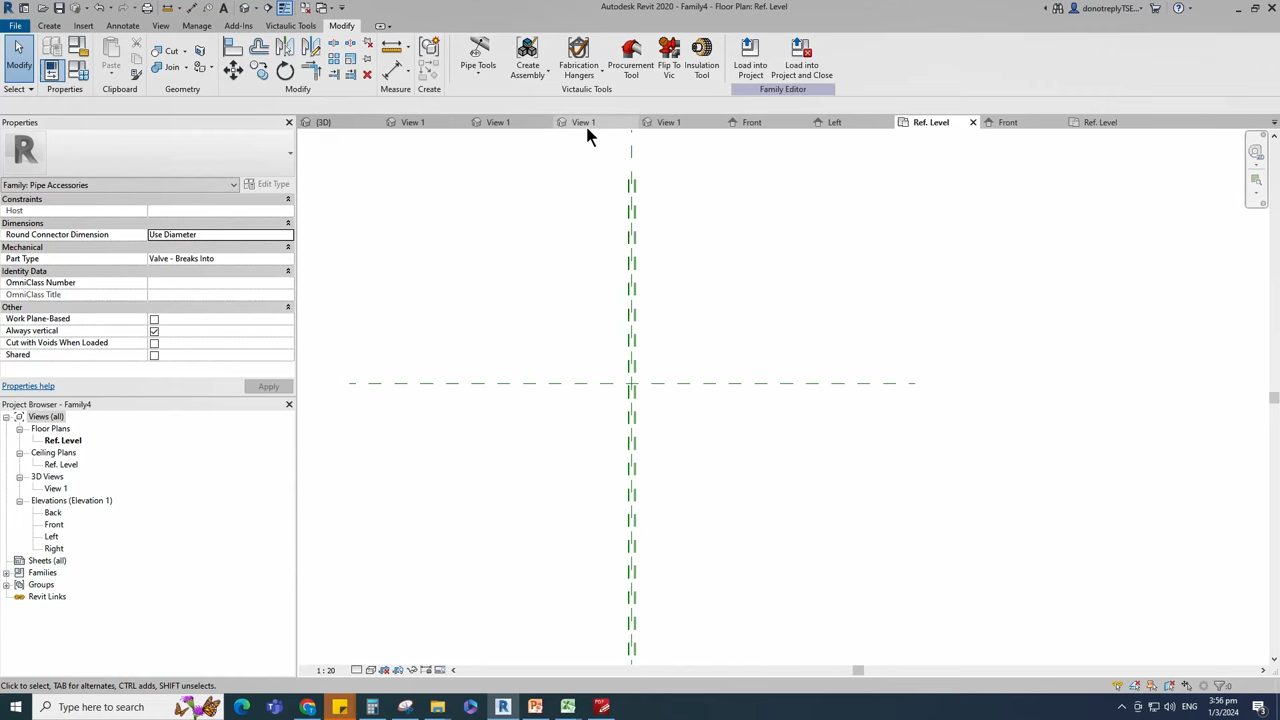 Autodesk Revit 2020 - Family4 - Floor Plan: Ref. Level
donotreplyTSE...
File Create Insert Annotate View Manage Add-Ins Victaulic Tools Modify
Modify
Paste
Cut
Join
Pipe Tools
Create Assembly
Fabrication Hangers
Procurement Tool
Flip To Vic
Insulation Tool
Load into Project
Load into Project and Close
Select Properties Clipboard Geometry Modify Measure Create Victaulic Tools Family Editor
Properties
{3D} View 1 View 1 View 1 View 1 Front Left Ref. Level Front Ref. Level
Family: Pipe Accessories
Edit Type
Constraints
Host
Dimensions
Round Connector Dimension Use Diameter
Mechanical
Part Type Valve - Breaks Into
Identity Data
OmniClass Number
OmniClass Title
Other
Work Plane-Based
Always vertical
Cut with Voids When Loaded
Shared
Properties help
Apply
Project Browser - Family4
Views (all)
Floor Plans
Ref. Level
Ceiling Plans
Ref. Level
3D Views
View 1
Elevations (Elevation 1)
Back
Front
Left
Right
Sheets (all)
Families
Groups
Revit Links
1 : 20
Click to select, TAB for alternates, CTRL adds, SHIFT unselects.
:0
Type here to search
3:56 pm
1/3/2024